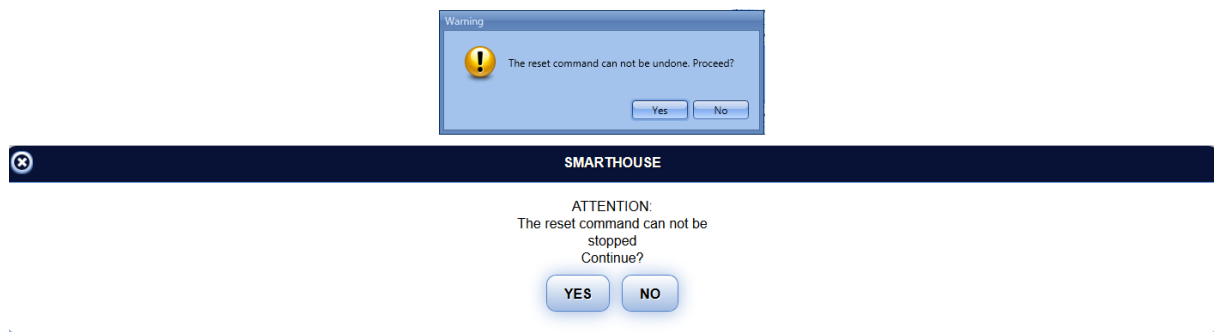 Warning
The reset command can not be undone. Proceed?
Yes No
SMARTHOUSE
ATTENTION:
The reset command can not be
stopped
Continue?
YES NO